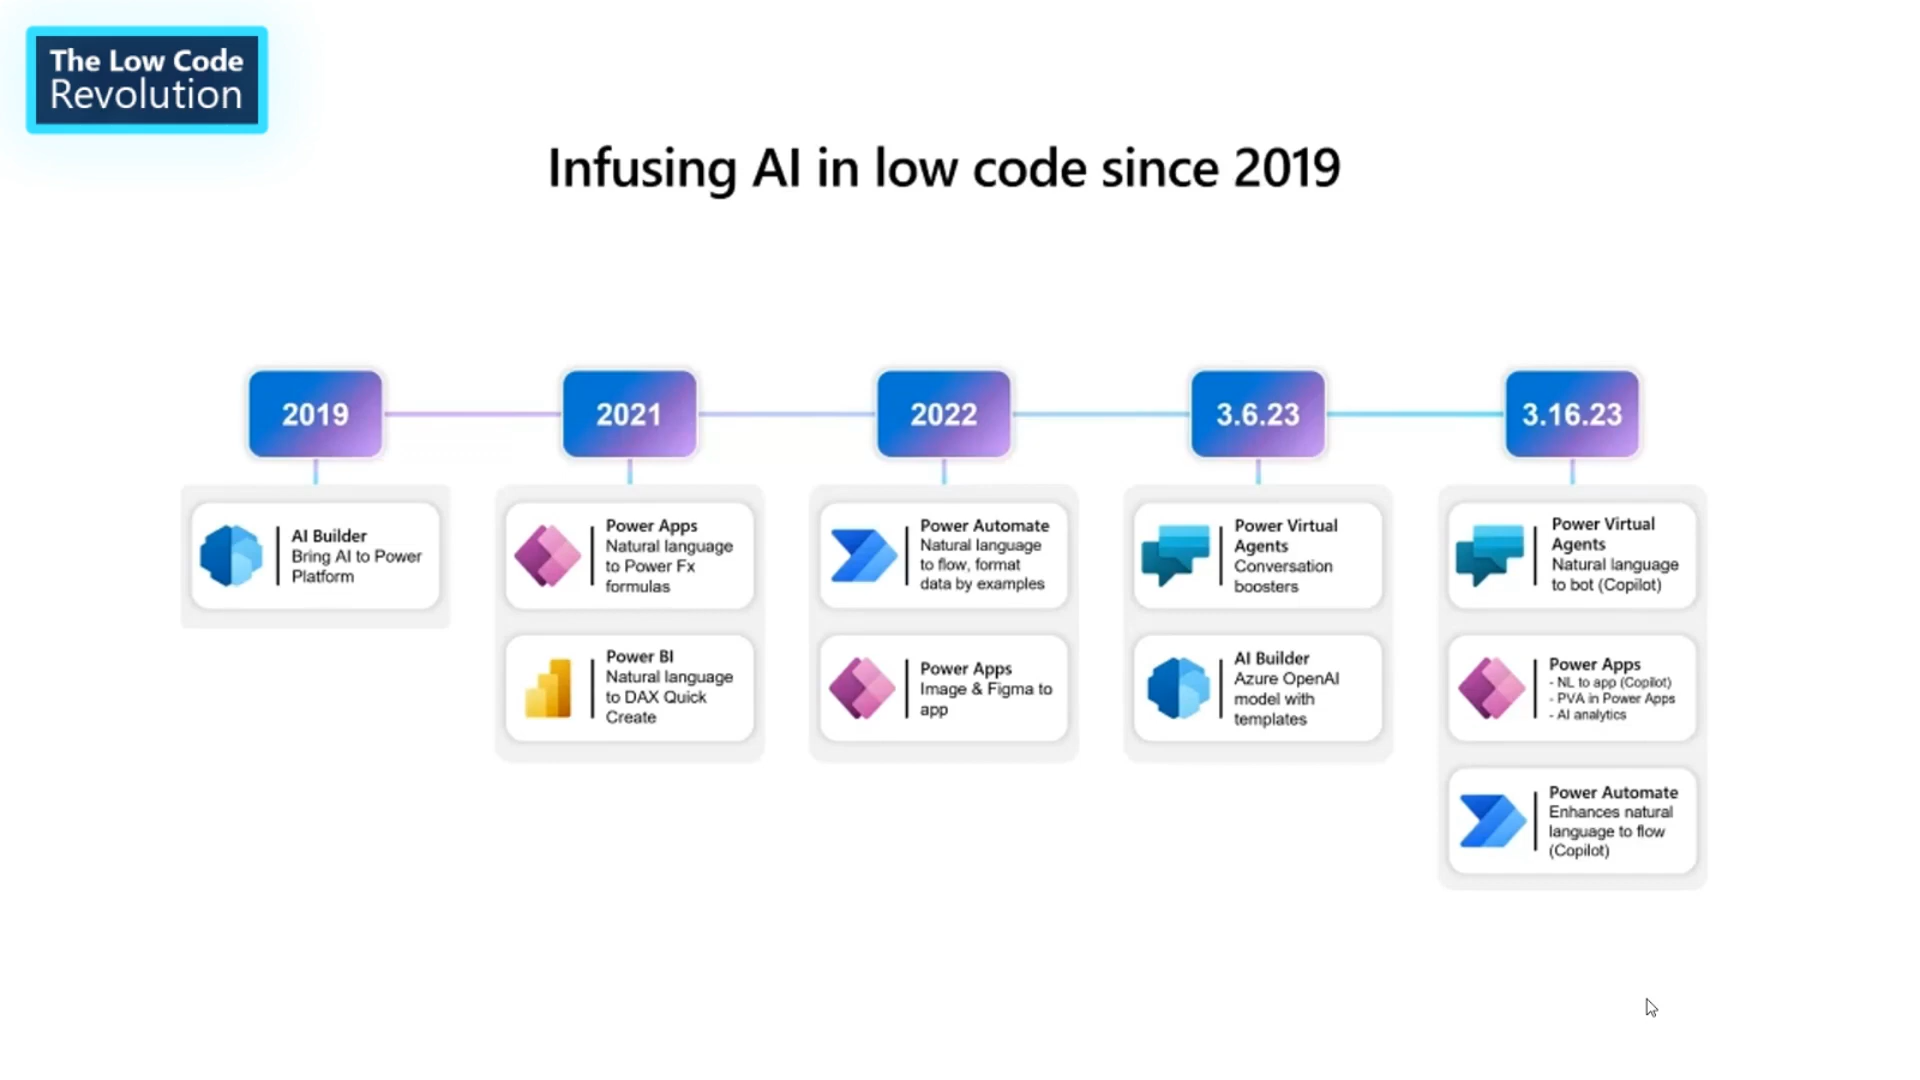 The Low Code
Revolution
Infusing AI in low code since 2019
2019
2021
2022
3.6.23
3.16.23
AI Builder
Bring AI to Power
Platform
Power Apps
Natural language
to Power Fx
formulas
Power BI
Natural language
to DAX Quick
Create
Power Automate
Natural language
to flow, format
data by examples
Power Apps
Image & Figma to
app
Power Virtual
Agents
Conversation
boosters
AI Builder
Azure OpenAI
model with
templates
Power Virtual
Agents
Natural language
to bot (Copilot)
Power Apps
- NL to app (Copilot)
- PVA in Power Apps
- AI analytics
Power Automate
Enhances natural
language to flow
(Copilot)